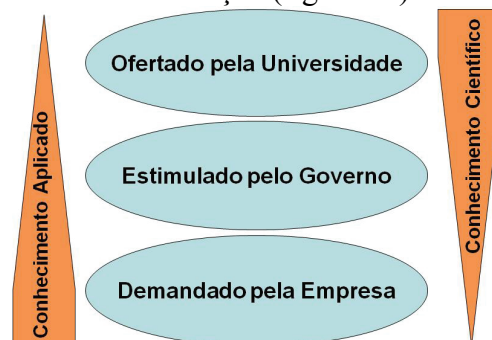 Ofertado pela Universidade
Estimulado pelo Governo
Demandado pela Empresa
Conhecimento Aplicado
Conhecimento Científico